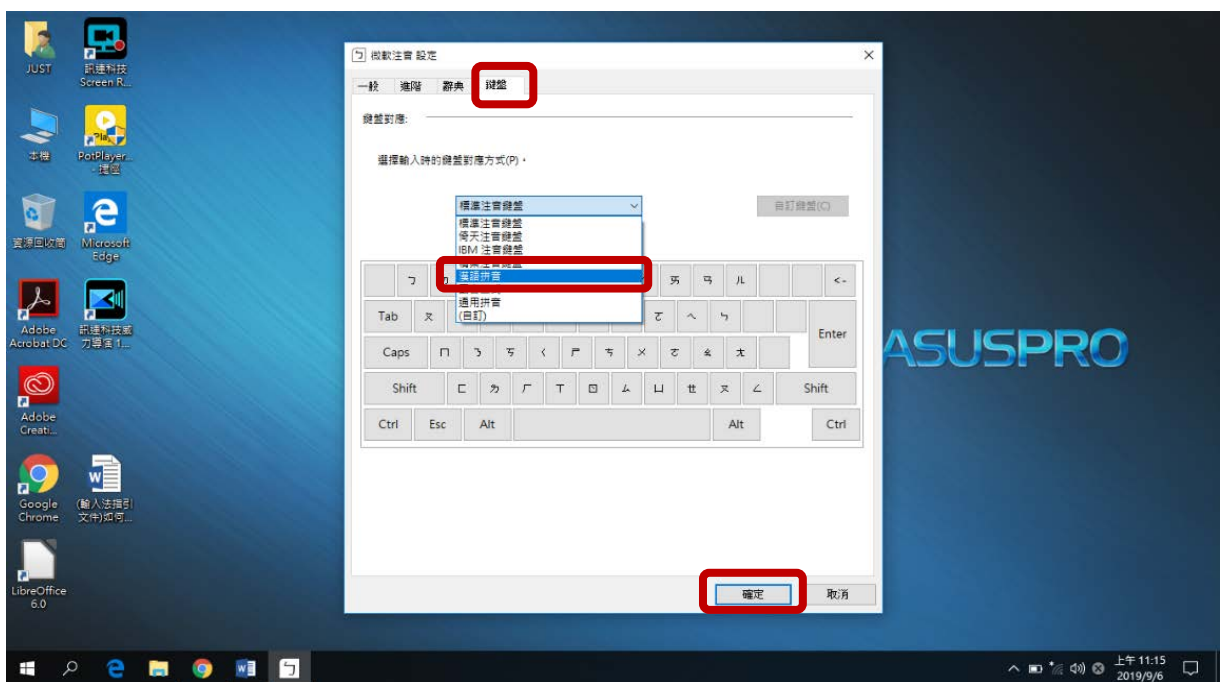 JUST
訊連科技
Screen R...
本機
PotPlayer...
- 捷徑
資源回收筒
Microsoft
Edge
Adobe
Acrobat DC
訊連科技威
力導演 1...
Adobe
Creati...
Google
Chrome
(輸入法指引
文件)如何...
LibreOffice
6.0
微軟注音 設定
一般 進階 辭典 鍵盤
鍵盤對應:
選擇輸入時的鍵盤對應方式(P)。
標準注音鍵盤
自訂鍵盤(C)
標準注音鍵盤
倚天注音鍵盤
IBM 注音鍵盤
漢語拼音
通用拼音
(自訂)
ㄅ ㄞ ㄢ ㄦ <-
Tab ㄆ ㄛ ㄟ ㄣ
Enter
Caps ㄇ ㄋ ㄎ ㄑ ㄕ ㄘ ㄨ ㄜ ㄠ ㄤ
Shift ㄈ ㄌ ㄏ ㄒ ㄖ ㄙ ㄩ ㄝ ㄡ ㄥ Shift
Ctrl Esc Alt Alt Ctrl
確定 取消
ASUSPRO
上午 11:15
2019/9/6